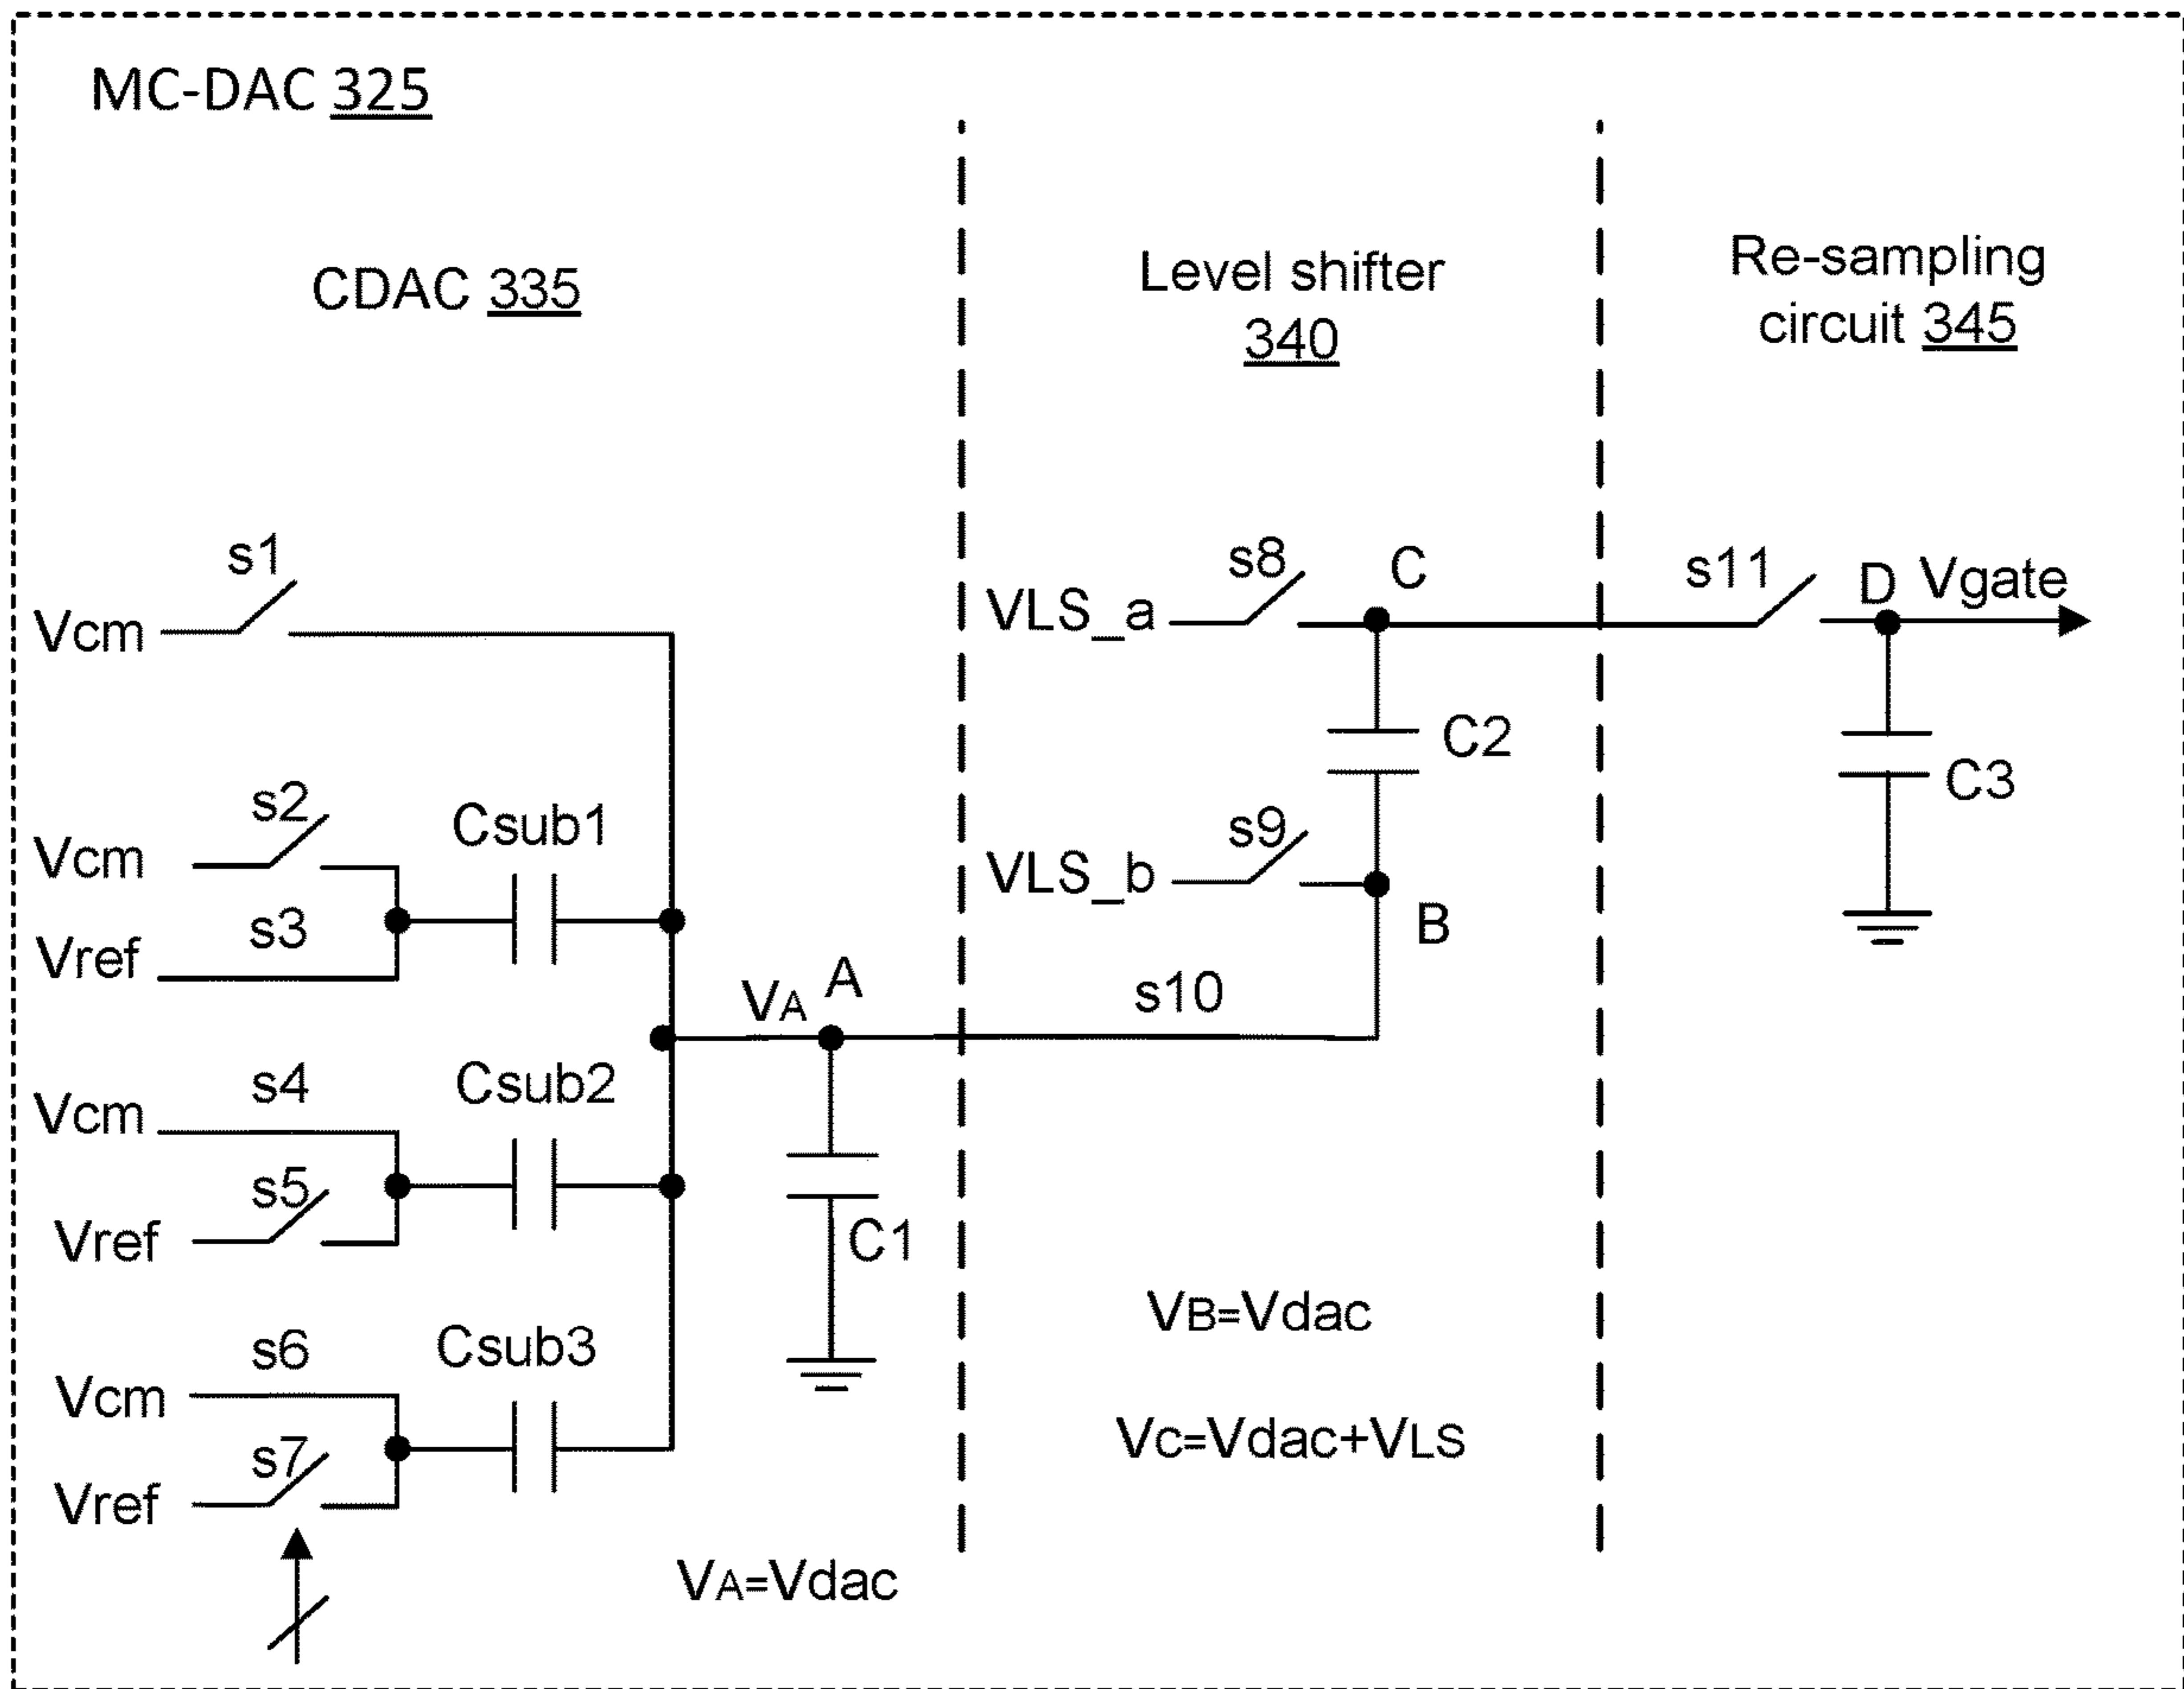 MC-DAC 325
CDAC 335
Level shifter
340
Re-sampling
circuit 345
s1
Vcm
s2
Vcm
Csub1
s3
Vref
VA A
s4
Vcm
Csub2
s5
Vref
C1
s6
Vcm
Csub3
s7
Vref
VA=Vdac
s8
C
VLS_a
C2
s9
VLS_b
B
s10
VB=Vdac
VC=Vdac+VLS
s11
D
Vgate
C3